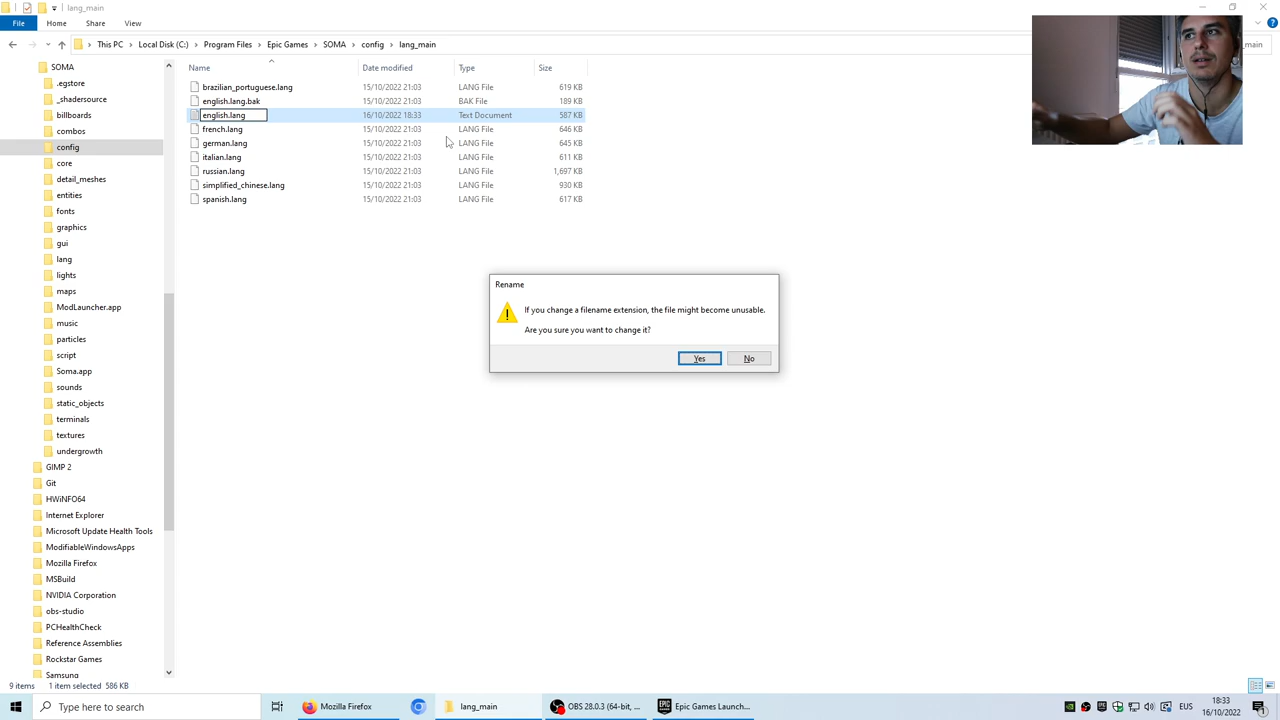 lang_main
File
Home
Share
View
This PC
Local Disk (C:)
Program Files
Epic Games
SOMA
config
lang_main
_main
SOMA
.egstore
_shadersource
billboards
combos
config
core
detail_meshes
entities
fonts
graphics
gui
lang
lights
maps
ModLauncher.app
music
particles
script
Soma.app
sounds
static_objects
terminals
textures
undergrowth
GIMP 2
Git
HWiNFO64
Internet Explorer
Microsoft Update Health Tools
ModifiableWindowsApps
Mozilla Firefox
MSBuild
NVIDIA Corporation
obs-studio
PCHealthCheck
Reference Assemblies
Rockstar Games
Samsung
Name Date modified Type Size
brazilian_portuguese.lang 15/10/2022 21:03 LANG File 619 KB
english.lang.bak 15/10/2022 21:03 BAK File 189 KB
english.lang 16/10/2022 18:33 Text Document 587 KB
french.lang 15/10/2022 21:03 LANG File 646 KB
german.lang 15/10/2022 21:03 LANG File 645 KB
italian.lang 15/10/2022 21:03 LANG File 611 KB
russian.lang 15/10/2022 21:03 LANG File 1,697 KB
simplified_chinese.lang 15/10/2022 21:03 LANG File 930 KB
spanish.lang 15/10/2022 21:03 LANG File 617 KB
Rename
If you change a filename extension, the file might become unusable.
Are you sure you want to change it?
Yes
No
9 items 1 item selected 586 KB
Type here to search
Mozilla Firefox
lang_main
OBS 28.0.3 (64-bit, ...
Epic Games Launch...
EUS
18:33
16/10/2022